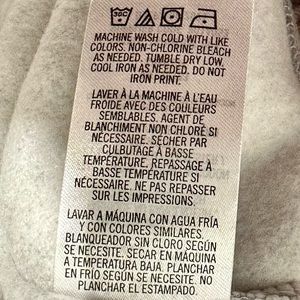 30C
MACHINE WASH COLD WITH LIKE
COLORS. NON-CHLORINE BLEACH
AS NEEDED. TUMBLE DRY LOW.
COOL IRON AS NEEDED. DO NOT
IRON PRINT.
LAVER À LA MACHINE À L'EAU
FROIDE AVEC DES COULEURS
SEMBLABLES. AGENT DE
BLANCHIMENT NON CHLORÉ SI
NÉCESSAIRE. SÉCHER PAR
CULBUTAGE À BASSE
TEMPÉRATURE. REPASSAGE À
BASSE TEMPÉRATURE SI
NÉCESSAIRE. NE PAS REPASSER
SUR LES IMPRESSIONS.
LAVAR A MÁQUINA CON AGUA FRÍA
Y CON COLORES SIMILARES.
BLANQUEADOR SIN CLORO SEGÚN
SE NECESITE. SECAR EN MÁQUINA
A TEMPERATURA BAJA. PLANCHAR
EN FRÍO SEGÚN SE NECESITE. NO
PLANCHAR EL ESTAMPADO.